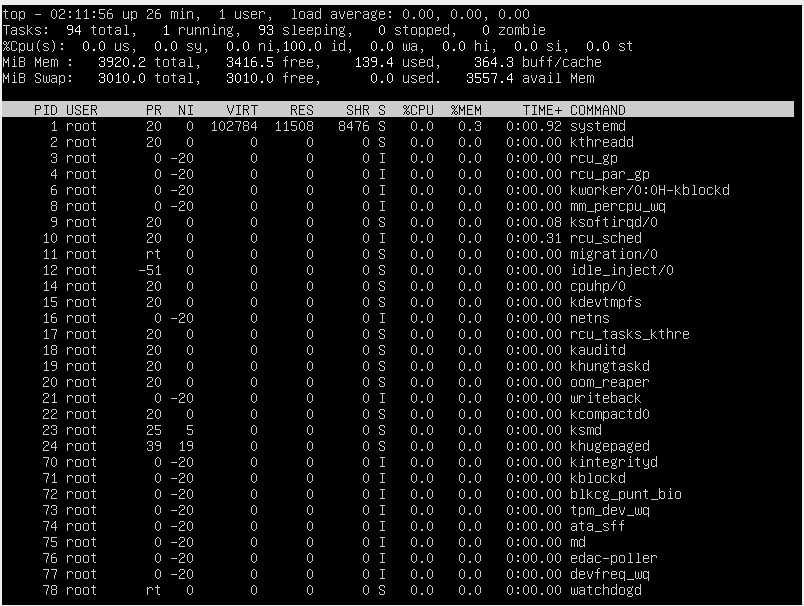 top - 02:11:56 up 26 min,  1 user,  load average: 0.00, 0.00, 0.00
Tasks:  94 total,   1 running,  93 sleeping,   0 stopped,   0 zombie
%Cpu(s):  0.0 us,  0.0 sy,  0.0 ni,100.0 id,  0.0 wa,  0.0 hi,  0.0 si,  0.0 st
MiB Mem :   3920.2 total,   3416.5 free,    139.4 used,    364.3 buff/cache
MiB Swap:   3010.0 total,   3010.0 free,      0.0 used.   3557.4 avail Mem
PID USER      PR  NI    VIRT    RES    SHR S  %CPU  %MEM     TIME+ COMMAND
1 root      20   0  102784  11508   8476 S   0.0   0.3   0:00.92 systemd
2 root      20   0       0      0      0 S   0.0   0.0   0:00.00 kthreadd
3 root       0 -20       0      0      0 I   0.0   0.0   0:00.00 rcu_gp
4 root       0 -20       0      0      0 I   0.0   0.0   0:00.00 rcu_par_gp
6 root       0 -20       0      0      0 I   0.0   0.0   0:00.00 kworker/0:0H-kblockd
8 root       0 -20       0      0      0 I   0.0   0.0   0:00.00 mm_percpu_wq
9 root      20   0       0      0      0 S   0.0   0.0   0:00.08 ksoftirqd/0
10 root      20   0       0      0      0 I   0.0   0.0   0:00.31 rcu_sched
11 root      rt   0       0      0      0 S   0.0   0.0   0:00.00 migration/0
12 root     -51   0       0      0      0 S   0.0   0.0   0:00.00 idle_inject/0
14 root      20   0       0      0      0 S   0.0   0.0   0:00.00 cpuhp/0
15 root      20   0       0      0      0 S   0.0   0.0   0:00.00 kdevtmpfs
16 root       0 -20       0      0      0 I   0.0   0.0   0:00.00 netns
17 root      20   0       0      0      0 S   0.0   0.0   0:00.00 rcu_tasks_kthre
18 root      20   0       0      0      0 S   0.0   0.0   0:00.00 kauditd
19 root      20   0       0      0      0 S   0.0   0.0   0:00.00 khungtaskd
20 root      20   0       0      0      0 S   0.0   0.0   0:00.00 oom_reaper
21 root       0 -20       0      0      0 I   0.0   0.0   0:00.00 writeback
22 root      20   0       0      0      0 S   0.0   0.0   0:00.00 kcompactd0
23 root      25   5       0      0      0 S   0.0   0.0   0:00.00 ksmd
24 root      39  19       0      0      0 S   0.0   0.0   0:00.00 khugepaged
70 root       0 -20       0      0      0 I   0.0   0.0   0:00.00 kintegrityd
71 root       0 -20       0      0      0 I   0.0   0.0   0:00.00 kblockd
72 root       0 -20       0      0      0 I   0.0   0.0   0:00.00 blkcg_punt_bio
73 root       0 -20       0      0      0 I   0.0   0.0   0:00.00 tpm_dev_wq
74 root       0 -20       0      0      0 I   0.0   0.0   0:00.00 ata_sff
75 root       0 -20       0      0      0 I   0.0   0.0   0:00.00 md
76 root       0 -20       0      0      0 I   0.0   0.0   0:00.00 edac-poller
77 root       0 -20       0      0      0 I   0.0   0.0   0:00.00 devfreq_wq
78 root      rt   0       0      0      0 S   0.0   0.0   0:00.00 watchdogd